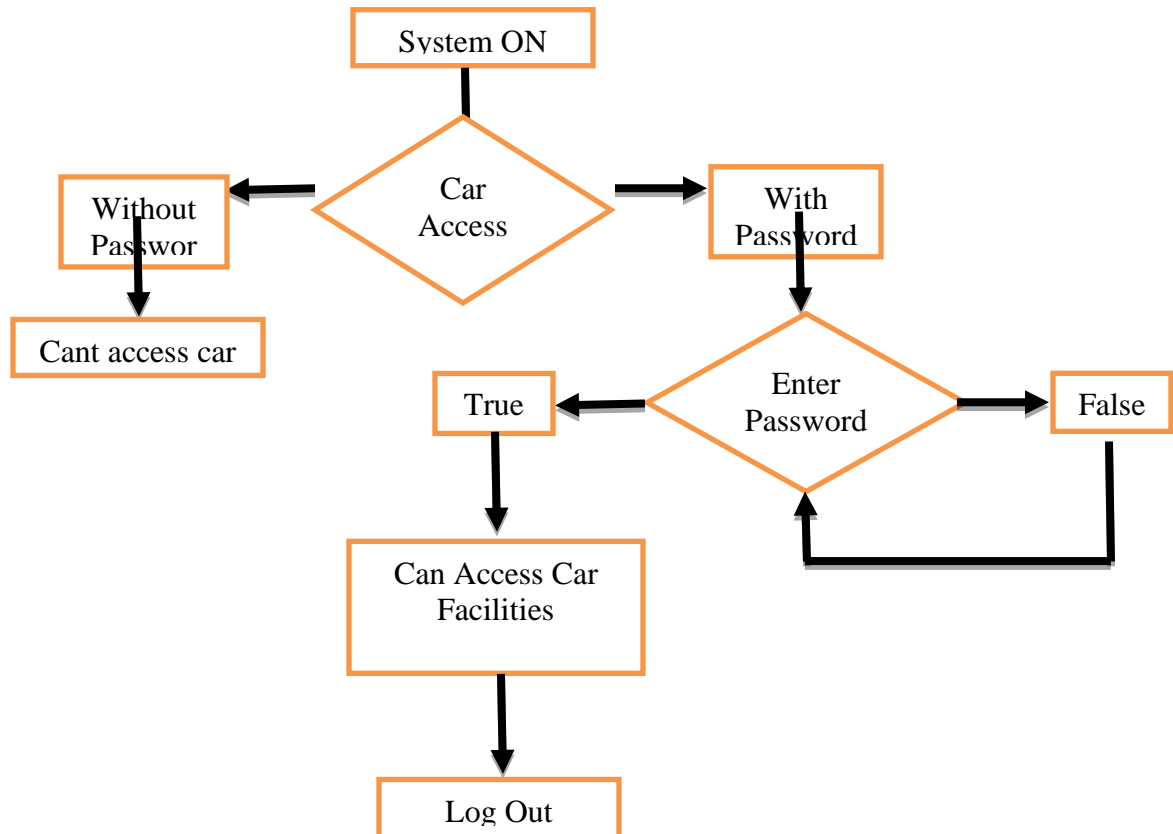 System ON
Car
Access
Without
Passwor
With
Password
Cant access car
Enter
Password
True
False
Can Access Car
Facilities
Log Out